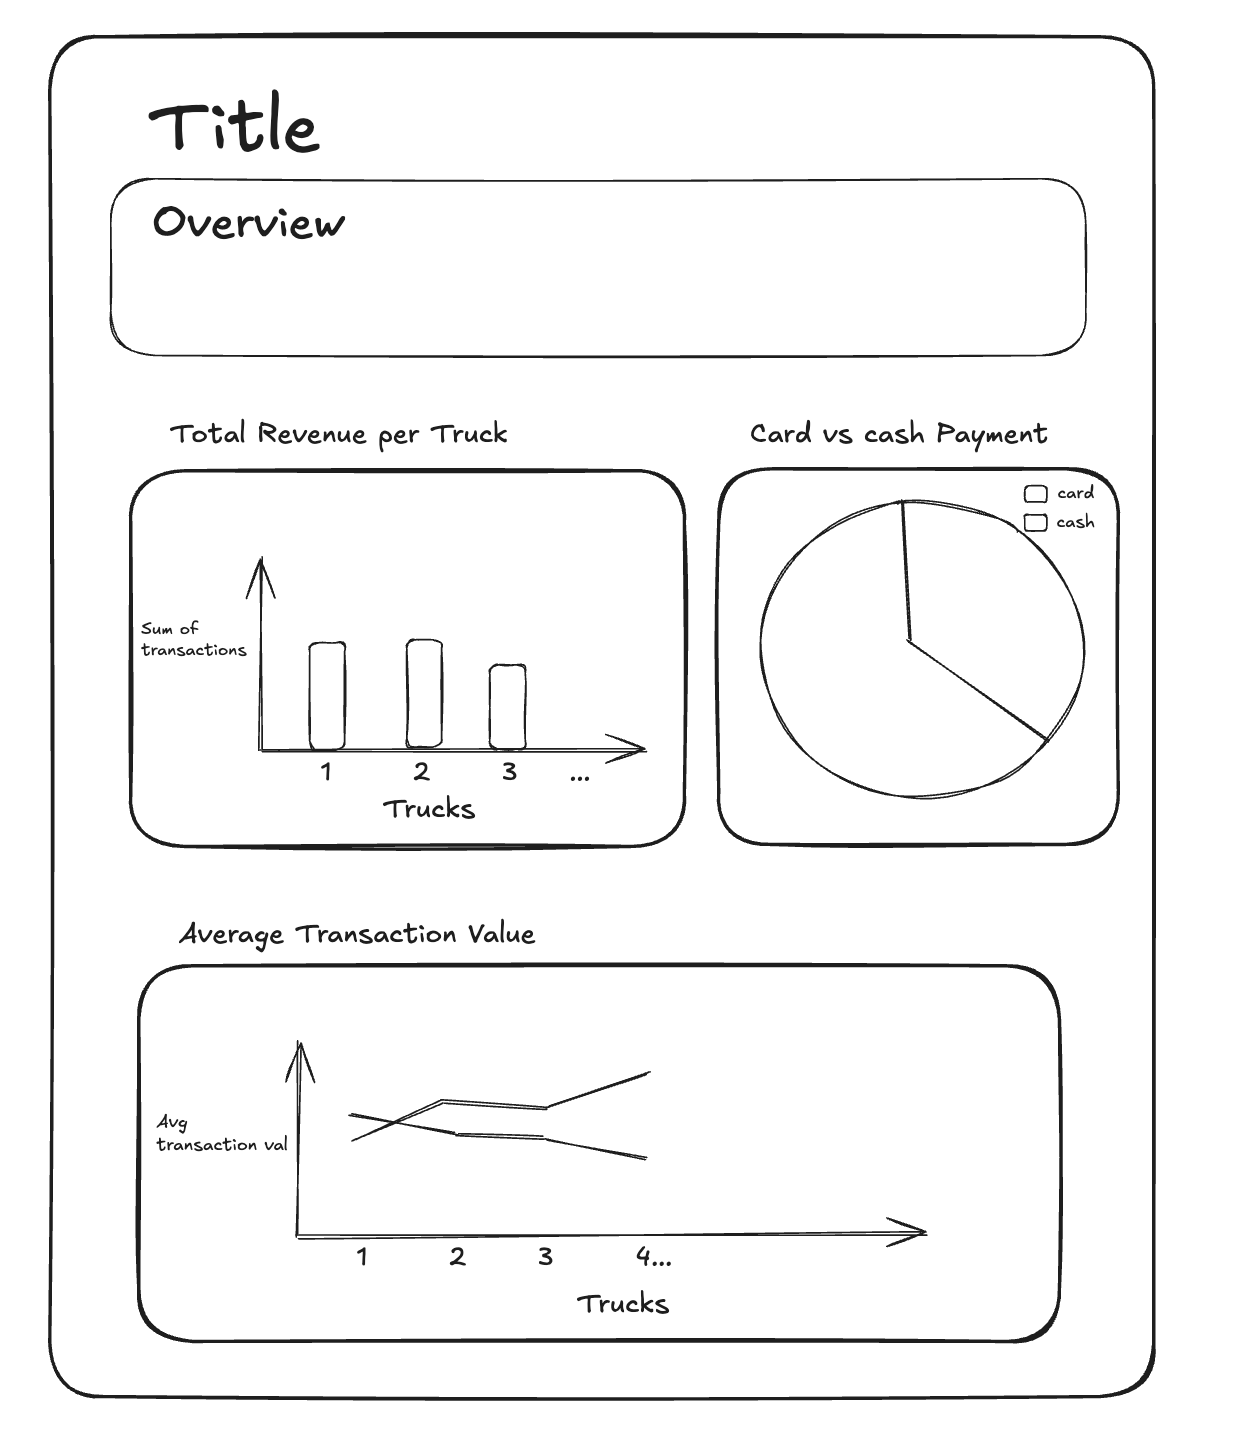 Title
Overview
Total Revenue per Truck
Card vs cash Payment
card
cash
Sum of
transactions
1 2 3 ...
Trucks
Average Transaction Value
Avg
transaction val
1 2 3 4...
Trucks